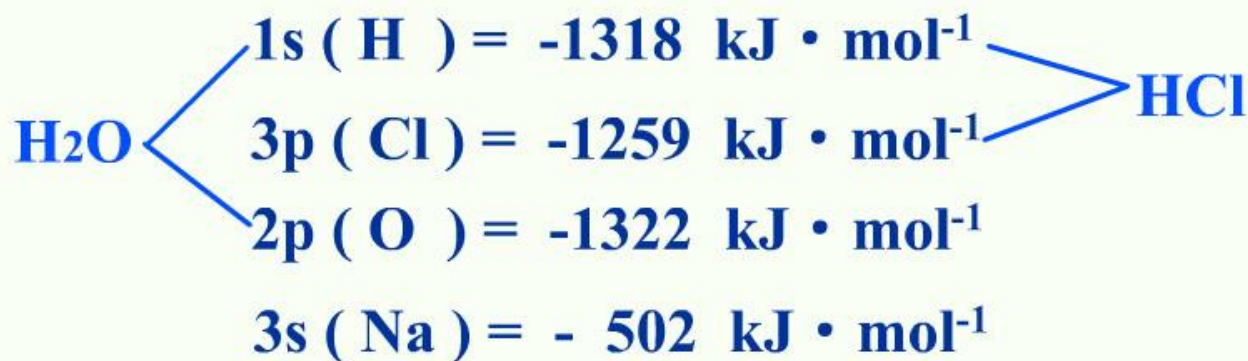 1s ( H ) = -1318 kJ • mol-1
HCl
H2O
3p ( Cl ) = -1259 kJ • mol-1
2p ( O ) = -1322 kJ • mol-1
3s ( Na ) = - 502 kJ • mol-1